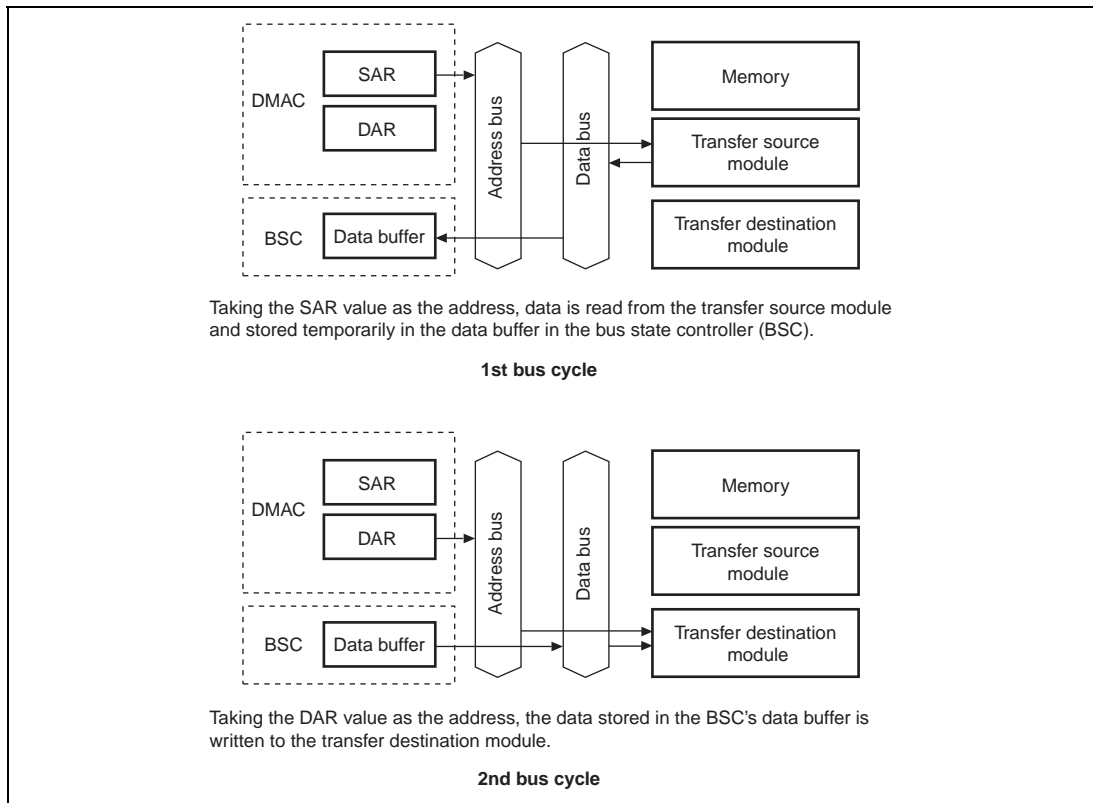 SAR
DMAC
DAR
BSC
Data buffer
Address bus
Data bus
Memory
Transfer source
module
Transfer destination
module
Taking the SAR value as the address, data is read from the transfer source module
and stored temporarily in the data buffer in the bus state controller (BSC).
1st bus cycle
SAR
DMAC
DAR
BSC
Data buffer
Address bus
Data bus
Memory
Transfer source
module
Transfer destination
module
Taking the DAR value as the address, the data stored in the BSC’s data buffer is
written to the transfer destination module.
2nd bus cycle